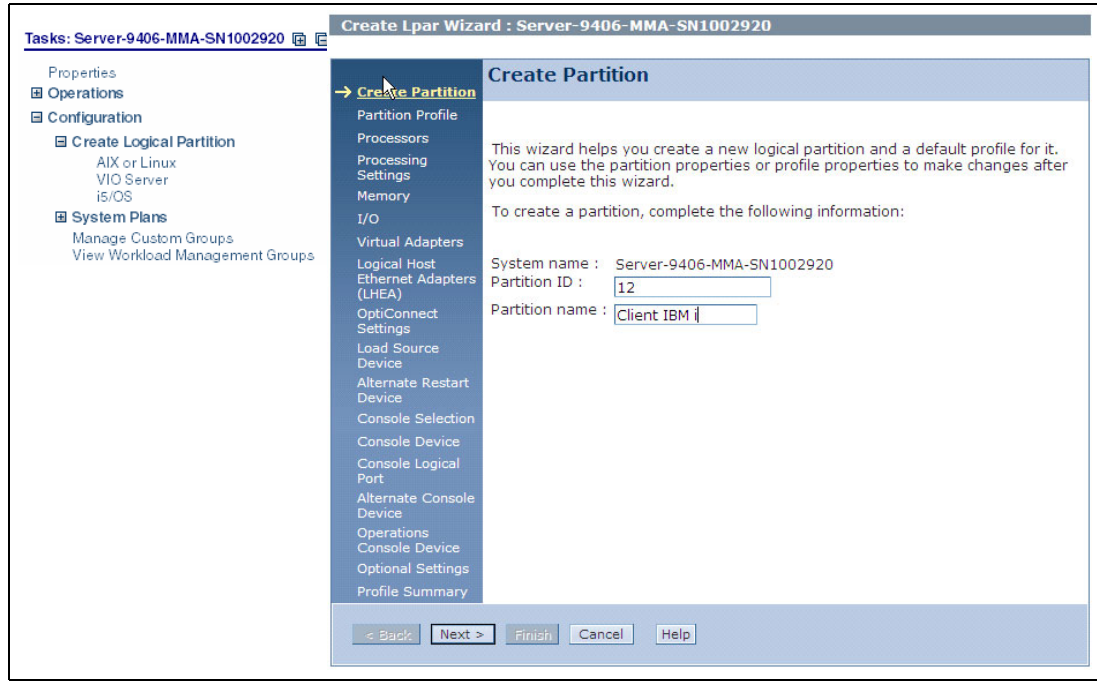 Tasks: Server-9406-MMA-SN1002920
Properties
Operations
Configuration
Create Logical Partition
AIX or Linux
VIO Server
i5/OS
System Plans
Manage Custom Groups
View Workload Management Groups
Create Lpar Wizard : Server-9406-MMA-SN1002920
Create Partition
Partition Profile
Processors
Processing
Settings
Memory
I/O
Virtual Adapters
Logical Host
Ethernet Adapters
(LHEA)
OptiConnect
Settings
Load Source
Device
Alternate Restart
Device
Console Selection
Console Device
Console Logical
Port
Alternate Console
Device
Operations
Console Device
Optional Settings
Profile Summary
Create Partition
This wizard helps you create a new logical partition and a default profile for it.
You can use the partition properties or profile properties to make changes after
you complete this wizard.
To create a partition, complete the following information:
System name : Server-9406-MMA-SN1002920
Partition ID : 12
Partition name : Client IBM i
< Back Next > Finish Cancel Help